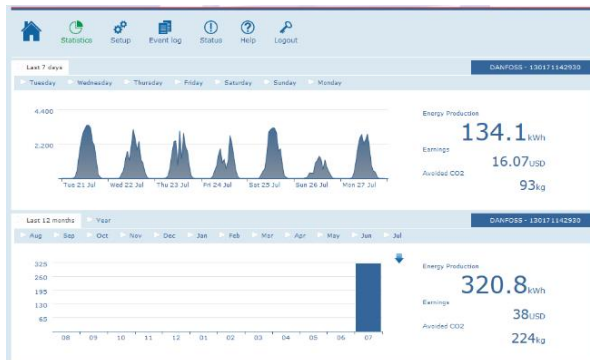 Statistics Setup Event log Status Help Logout
Last 7 days DANFOSS - 130171142930
Tuesday Wednesday Thursday Friday Saturday Sunday Monday
4.400
2.200
Tue 21 Jul Wed 22 Jul Thu 23 Jul Fri 24 Jul Sat 25 Jul Sun 26 Jul Mon 27 Jul
Energy Production
134.1kWh
Earnings
16.07USD
Avoided CO2
93kg
Last 12 months Year DANFOSS - 130171142930
Aug Sep Oct Nov Dec Jan Feb Mar Apr May Jun Jul
325
260
195
130
65
08 09 10 11 12 01 02 03 04 05 06 07
Energy Production
320.8kWh
Earnings
38USD
Avoided CO2
224kg